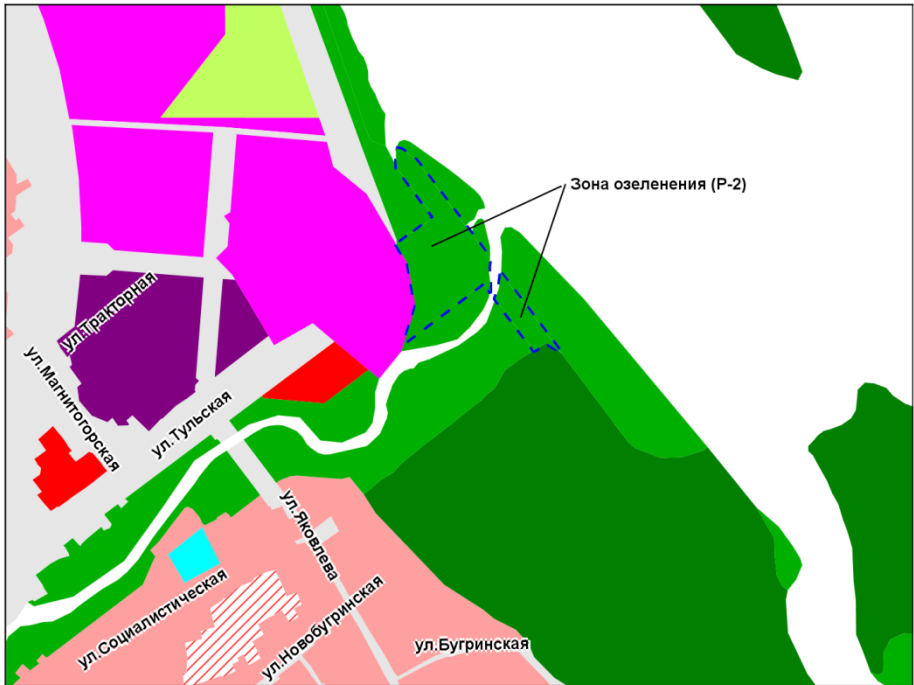 Зона озеленения (Р-2)
ул.Тракторная
ул.Магнитогорская
ул.Тульская
ул.Яковлева
ул.Социалистическая
ул.Новобугринская
ул.Бугринская